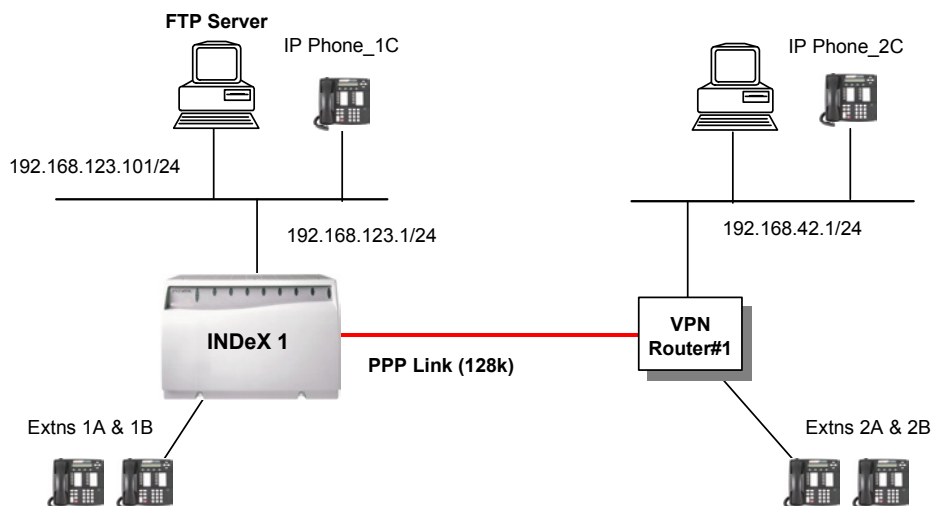 FTP Server
IP Phone_1C
IP Phone_2C
192.168.123.101/24
192.168.123.1/24
192.168.42.1/24
INDeX 1
VPN
Router#1
PPP Link (128k)
Extns 1A & 1B
Extns 2A & 2B